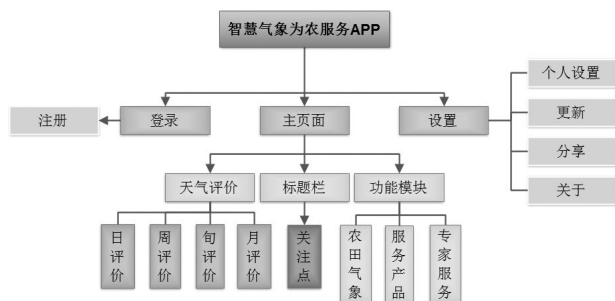 智慧气象为农服务APP
个人设置
注册
登录
主页面
设置
更新
分享
关于
天气评价
标题栏
功能模块
日评价
周评价
旬评价
月评价
关注点
农田气象
服务产品
专家服务